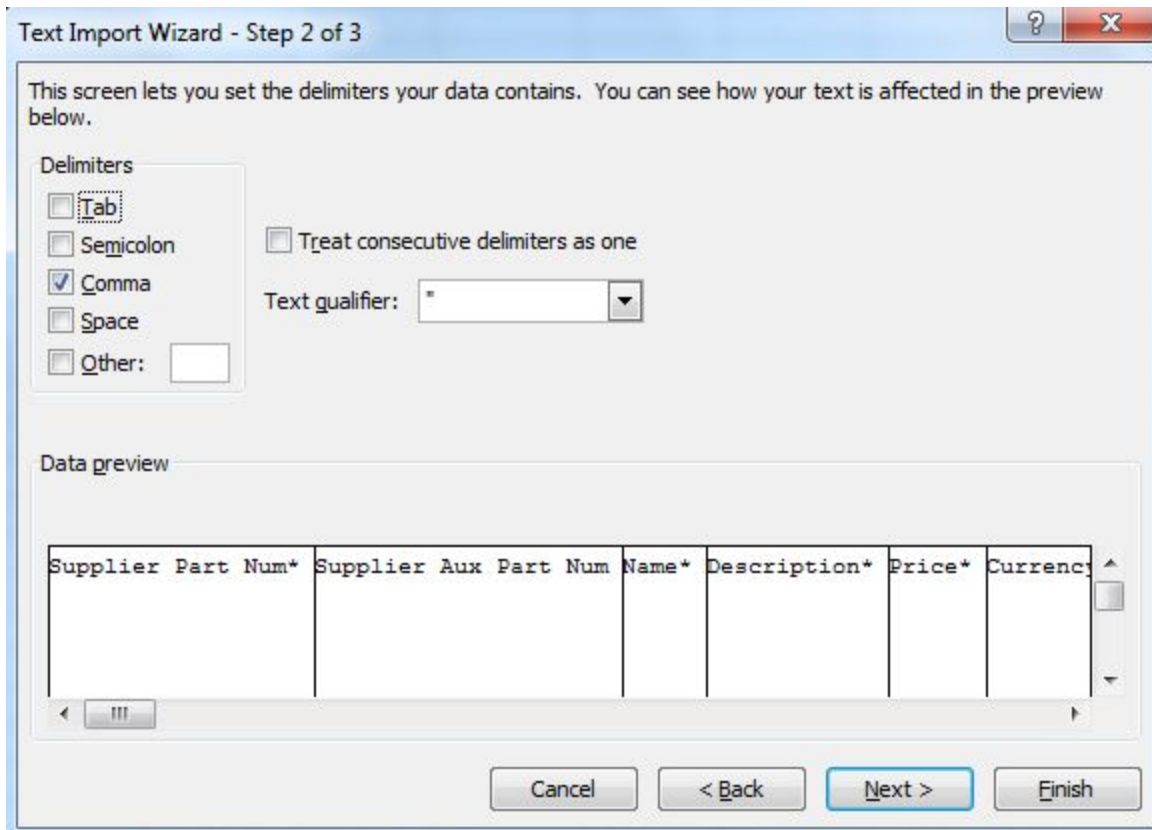 Text Import Wizard - Step 2 of 3
This screen lets you set the delimiters your data contains. You can see how your text is affected in the preview
below.
Delimiters
Tab
Semicolon
Treat consecutive delimiters as one
Comma
Text qualifier: "
Space
Other:
Data preview
Supplier Part Num* Supplier Aux Part Num Name* Description* Price* Currency
Cancel < Back Next > Finish